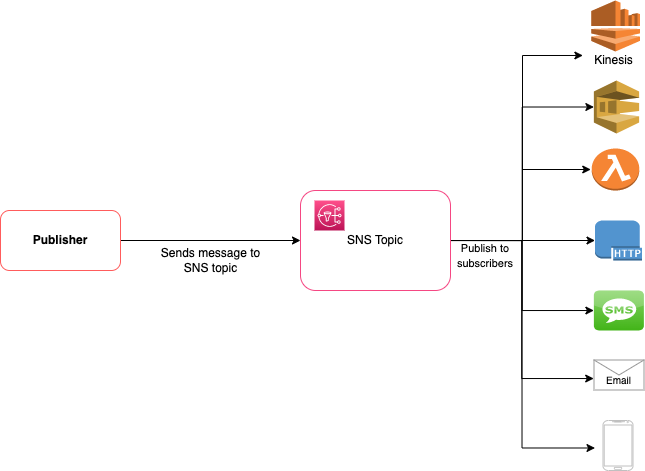 Kinesis
Publisher
Sends message to
SNS topic
SNS Topic
Publish to
subscribers
HTTP
SMS
Email